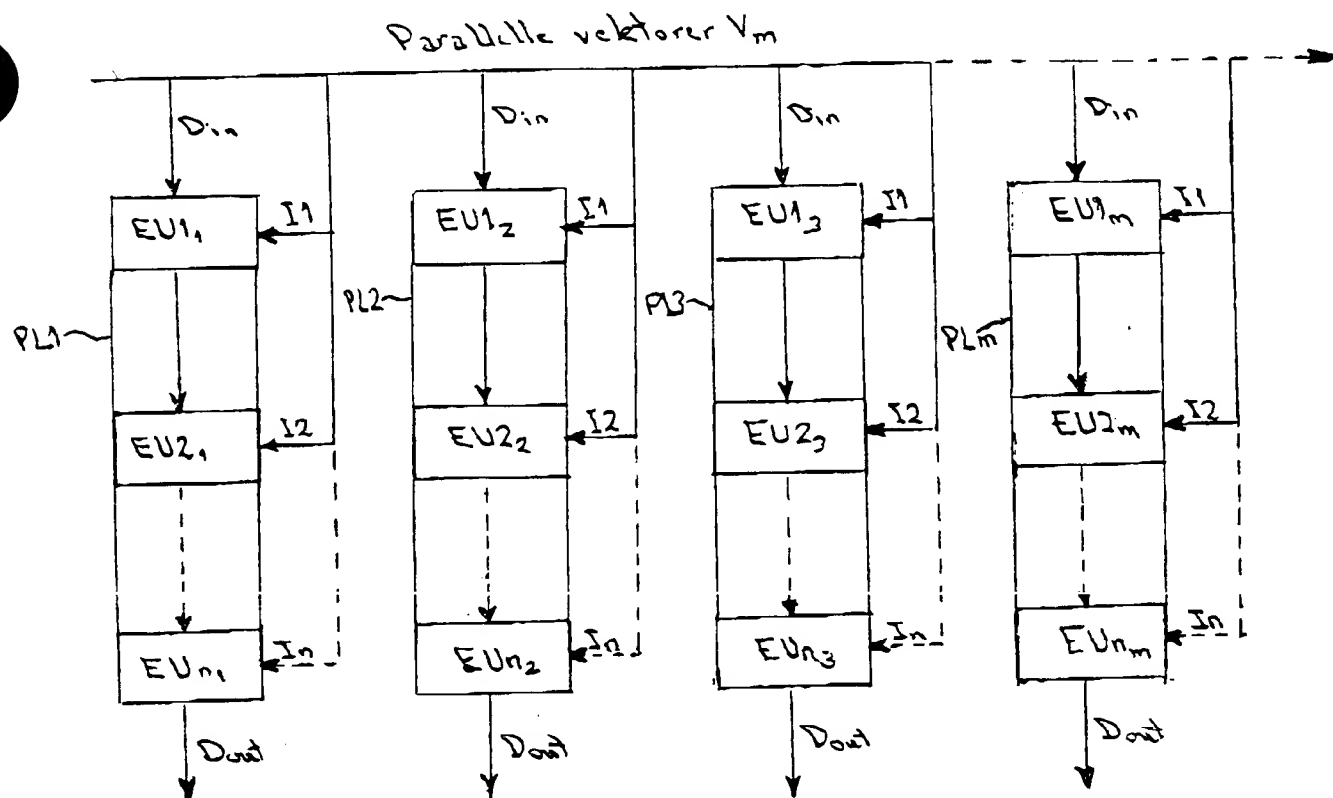 Parallelle vektorer Vm
Din Din Din Din
EU1₁ I1 EU1₂ I1 EU1₃ I1 EU1m I1
PL1 PL2 PL3 PLm
EU2₁ I2 EU2₂ I2 EU2₃ I2 EU2m I2
EUn₁ In EUn₂ In EUn₃ In EUnm In
Dout Dout Dout Dout